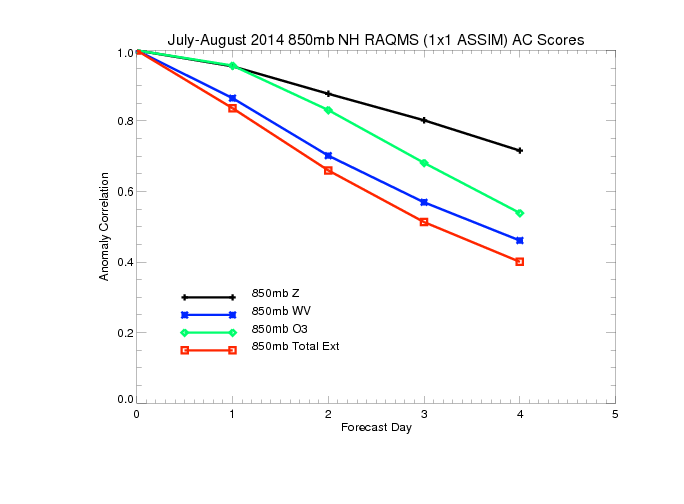 July-August 2014 850mb NH RAQMS (1x1 ASSIM) AC Scores
1.0
0.8
0.6
0.4
0.2
0.0
Anomaly Correlation
850mb Z
850mb WV
850mb O3
850mb Total Ext
0 1 2 3 4 5
Forecast Day